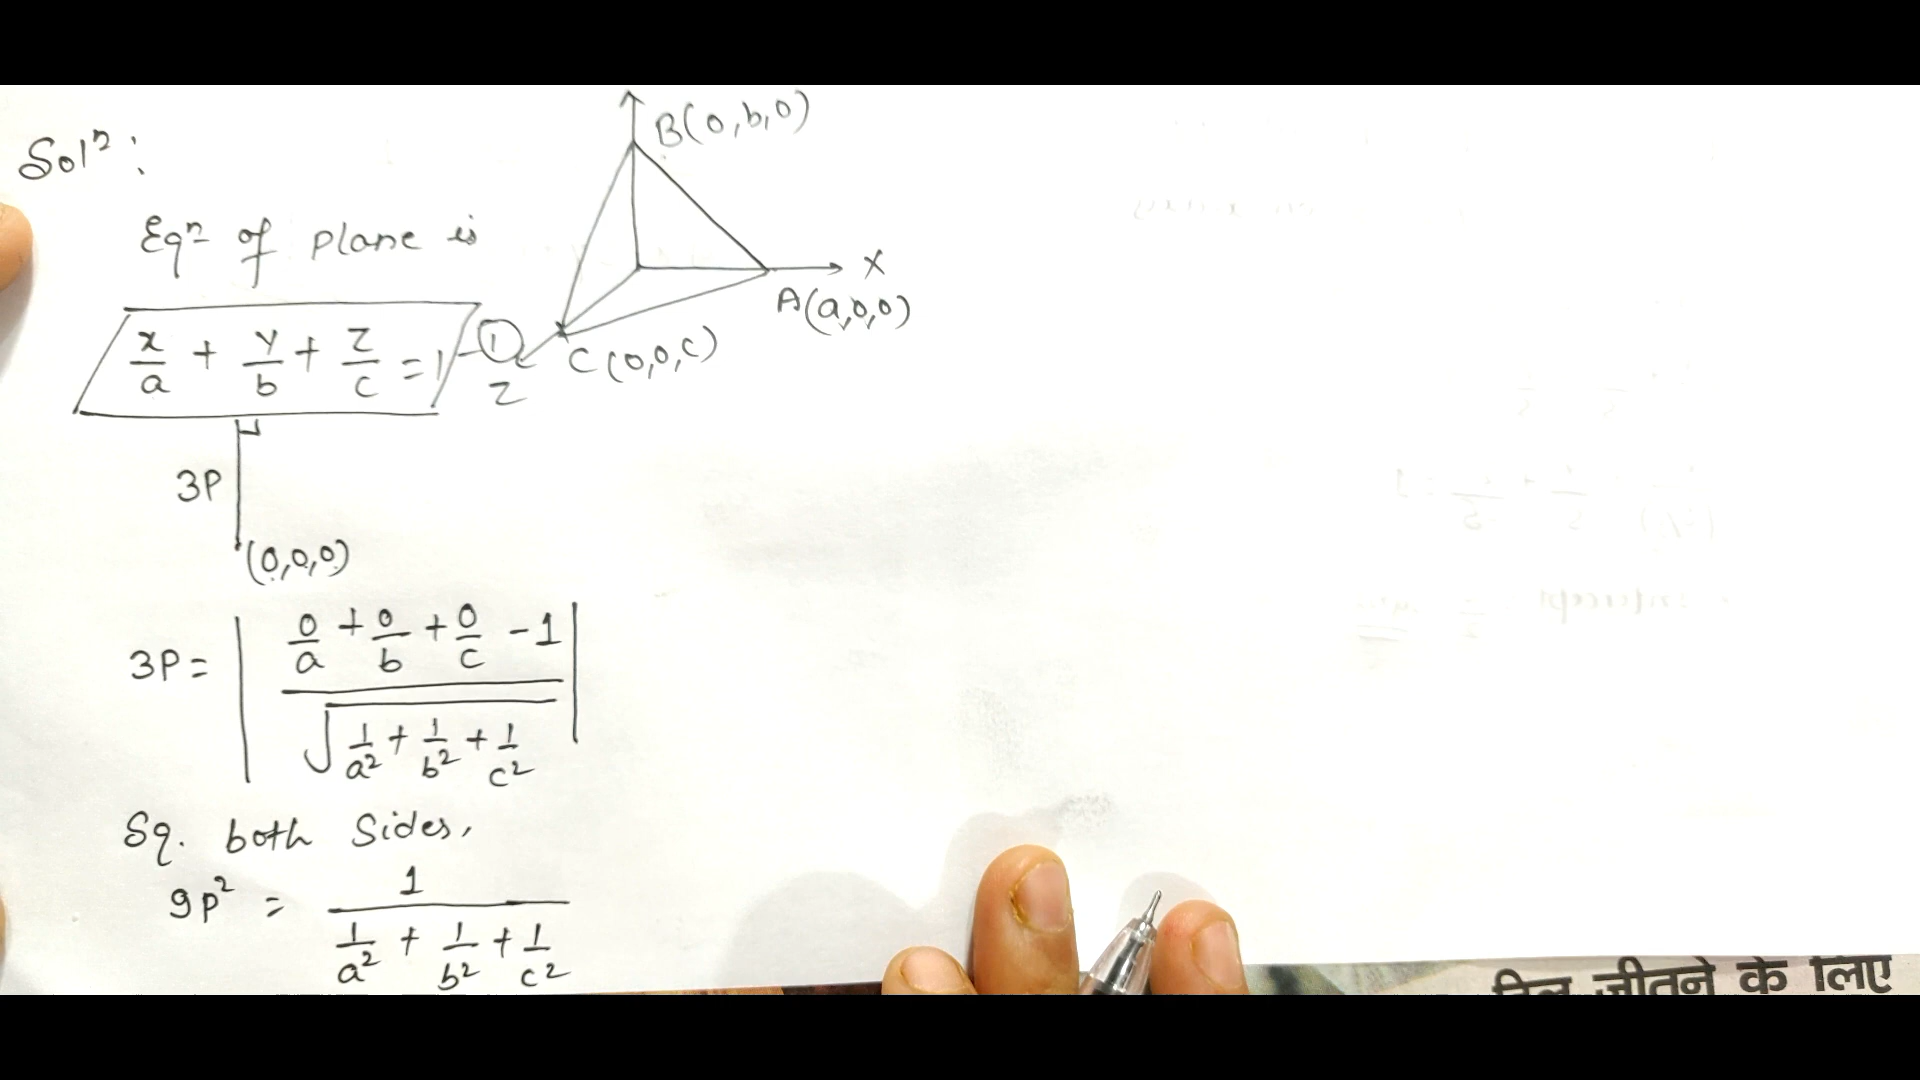 Solⁿ:
B(0,b,0)
Eqⁿ of plane is
X
A(a,0,0)
x/a + y/b + z/c = 1 - ①
C(0,0,c)
Z
3P
(0,0,0)
3P = | (0/a + 0/b + 0/c - 1) / √(1/a² + 1/b² + 1/c²) |
Sq. both Sides,
9p² = 1 / (1/a² + 1/b² + 1/c²)
जीतने के लिए